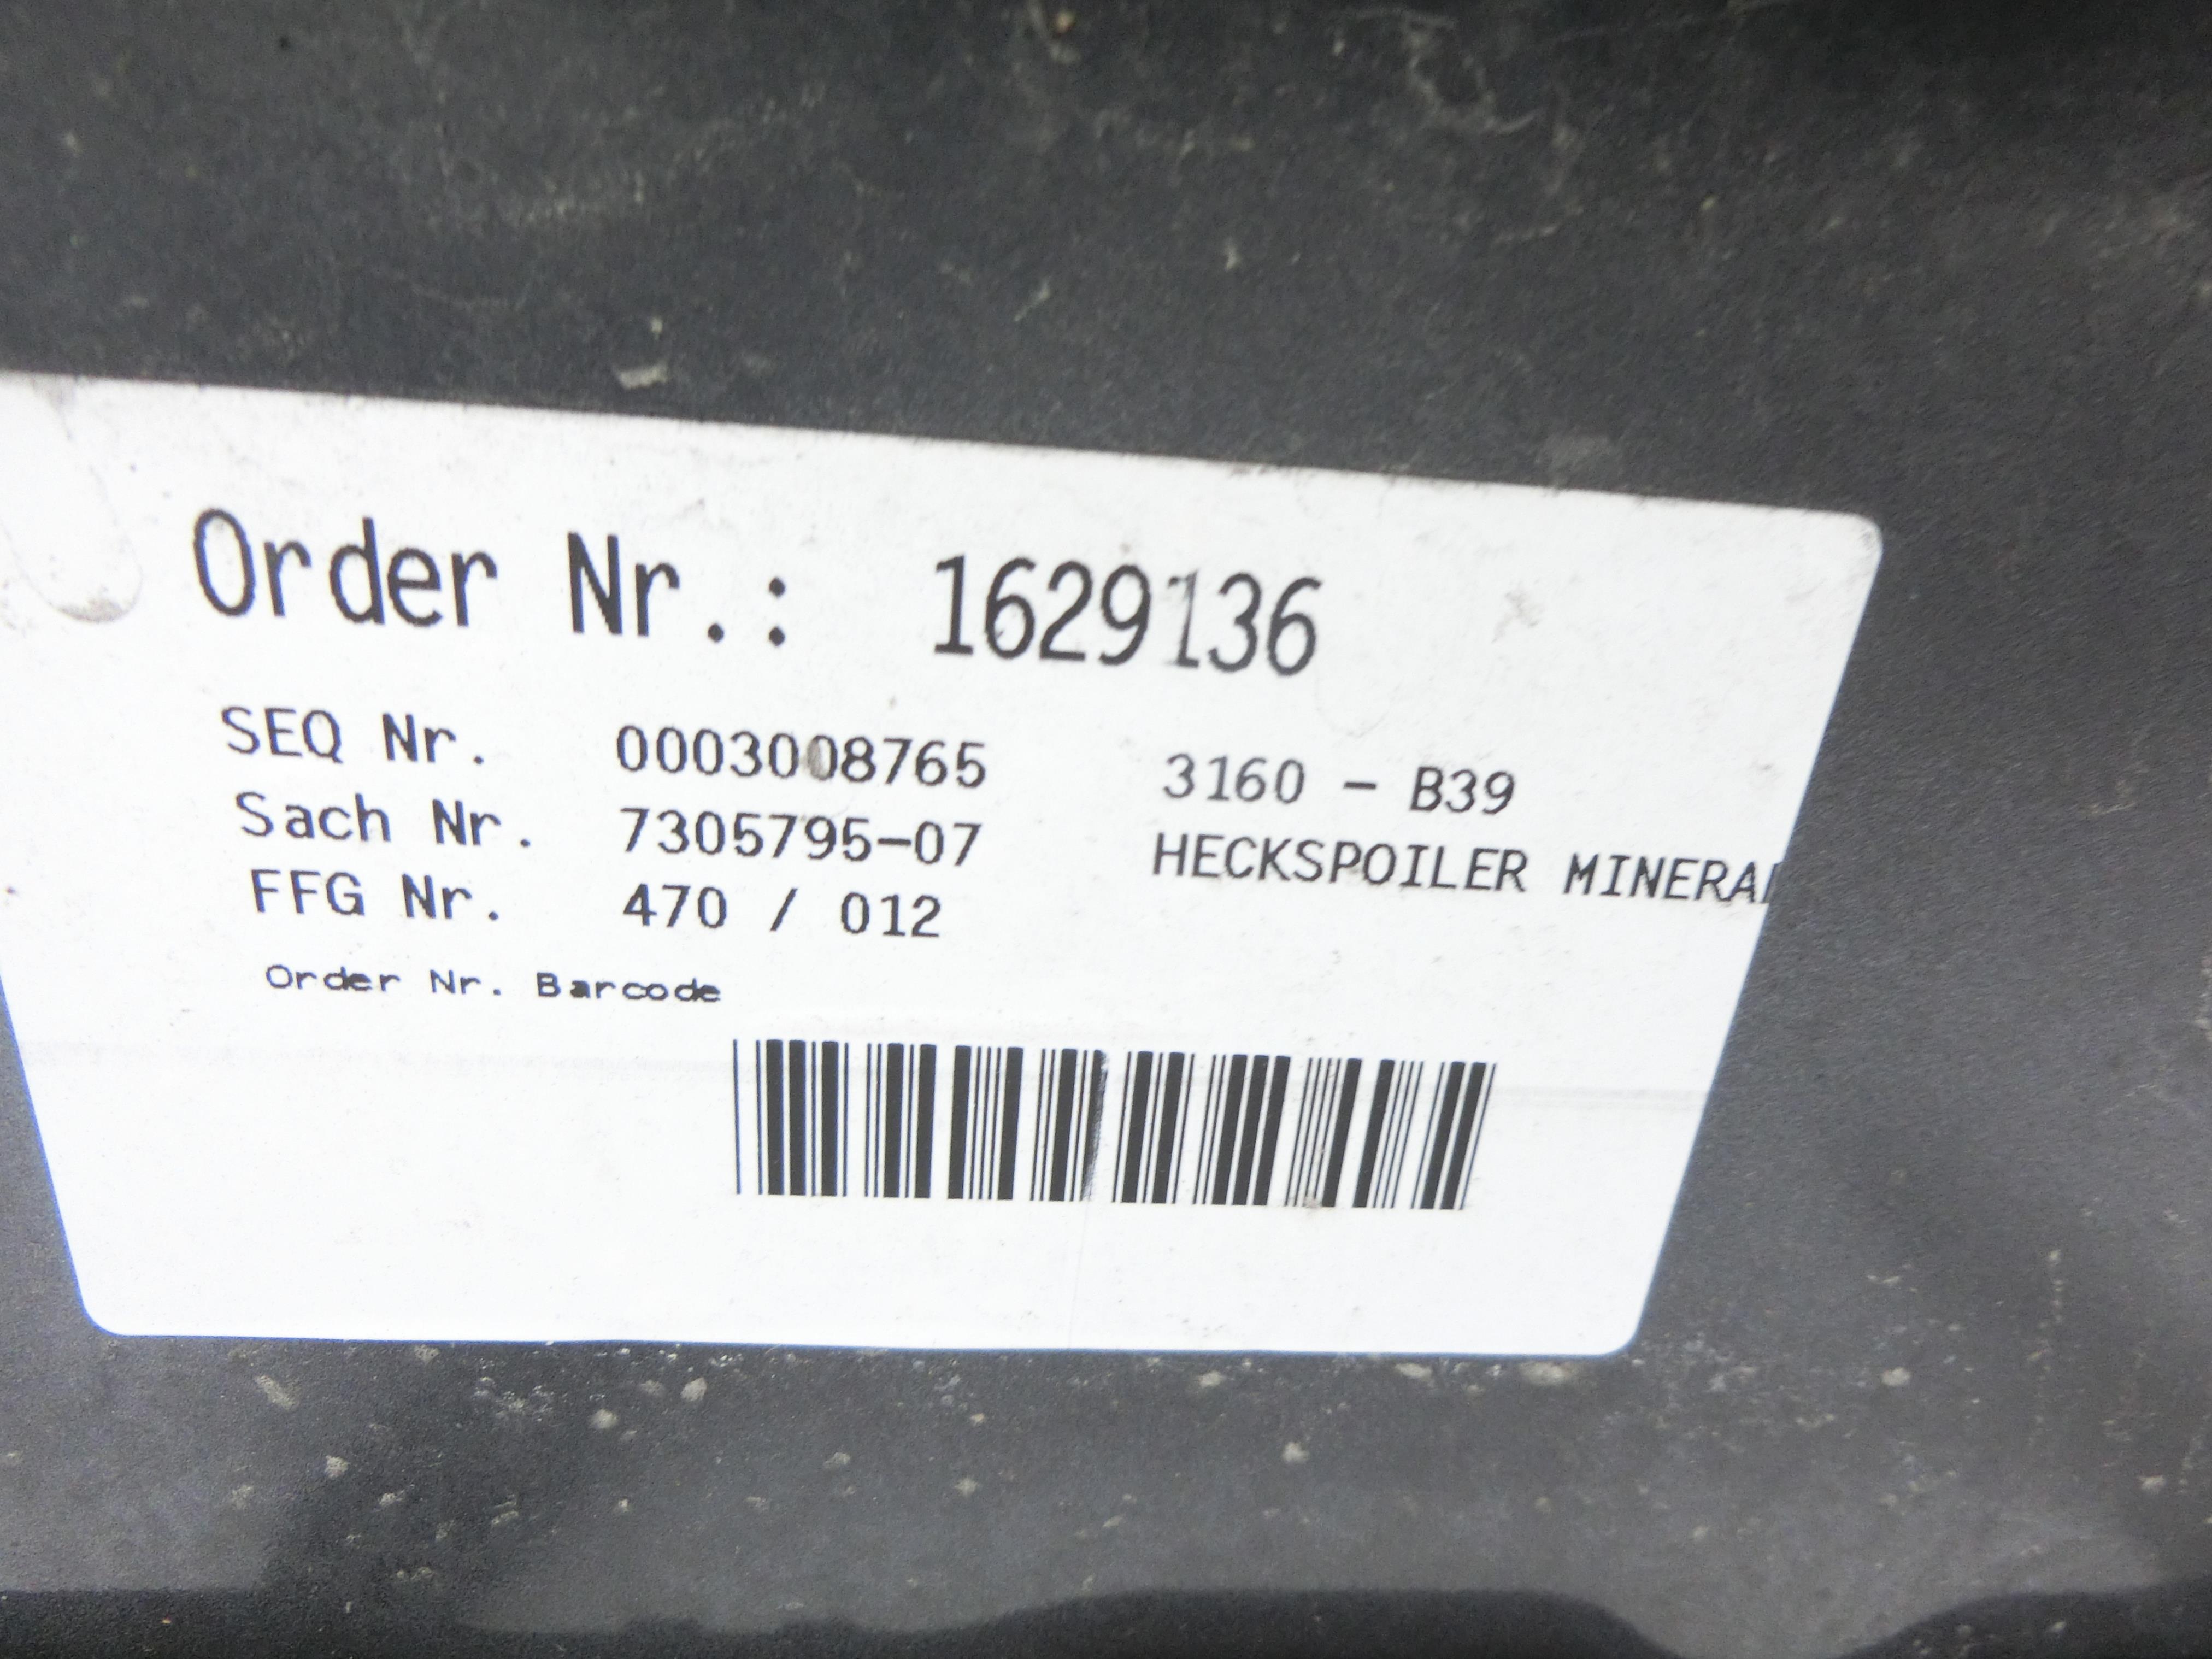 Order Nr.: 1629136
SEQ Nr. 0003008765 3160 - B39
Sach Nr. 7305795-07 HECKSPOILER MINERAL
FFG Nr. 470 / 012
Order Nr. Barcode